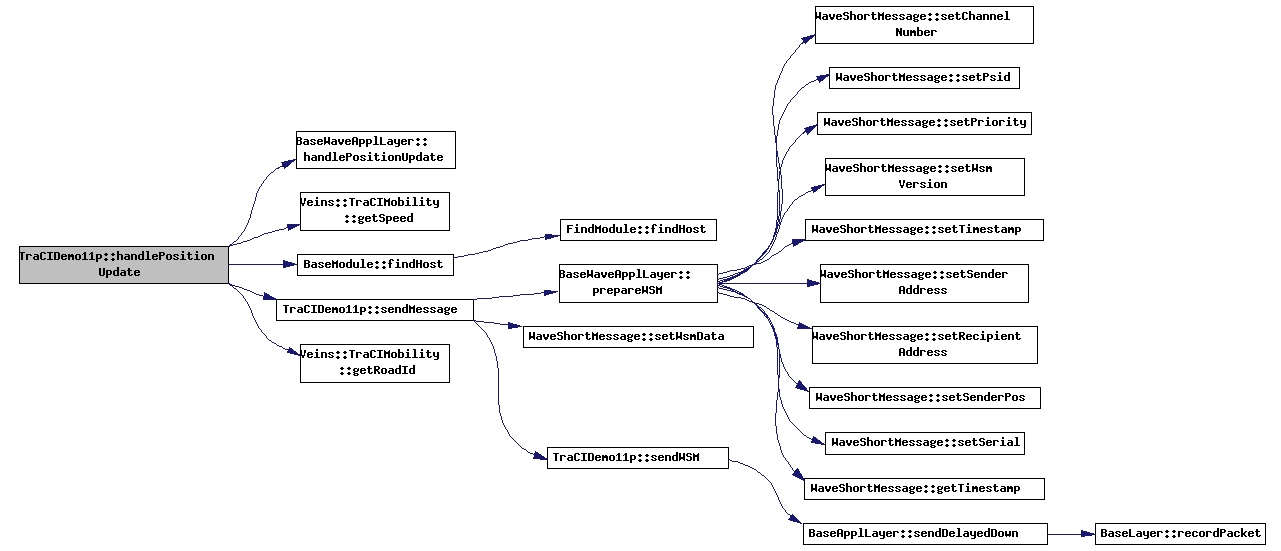 TraCIDemo11p::handlePosition
Update
BaseWaveApplLayer::
handlePositionUpdate
Veins::TraCIMobility
::getSpeed
BaseModule::findHost
TraCIDemo11p::sendMessage
Veins::TraCIMobility
::getRoadId
FindModule::findHost
BaseWaveApplLayer::
prepareWSM
WaveShortMessage::setWsmData
TraCIDemo11p::sendWSM
WaveShortMessage::setChannel
Number
WaveShortMessage::setPsid
WaveShortMessage::setPriority
WaveShortMessage::setWsm
Version
WaveShortMessage::setTimestamp
WaveShortMessage::setSender
Address
WaveShortMessage::setRecipient
Address
WaveShortMessage::setSenderPos
WaveShortMessage::setSerial
WaveShortMessage::getTimestamp
BaseApplLayer::sendDelayedDown
BaseLayer::recordPacket